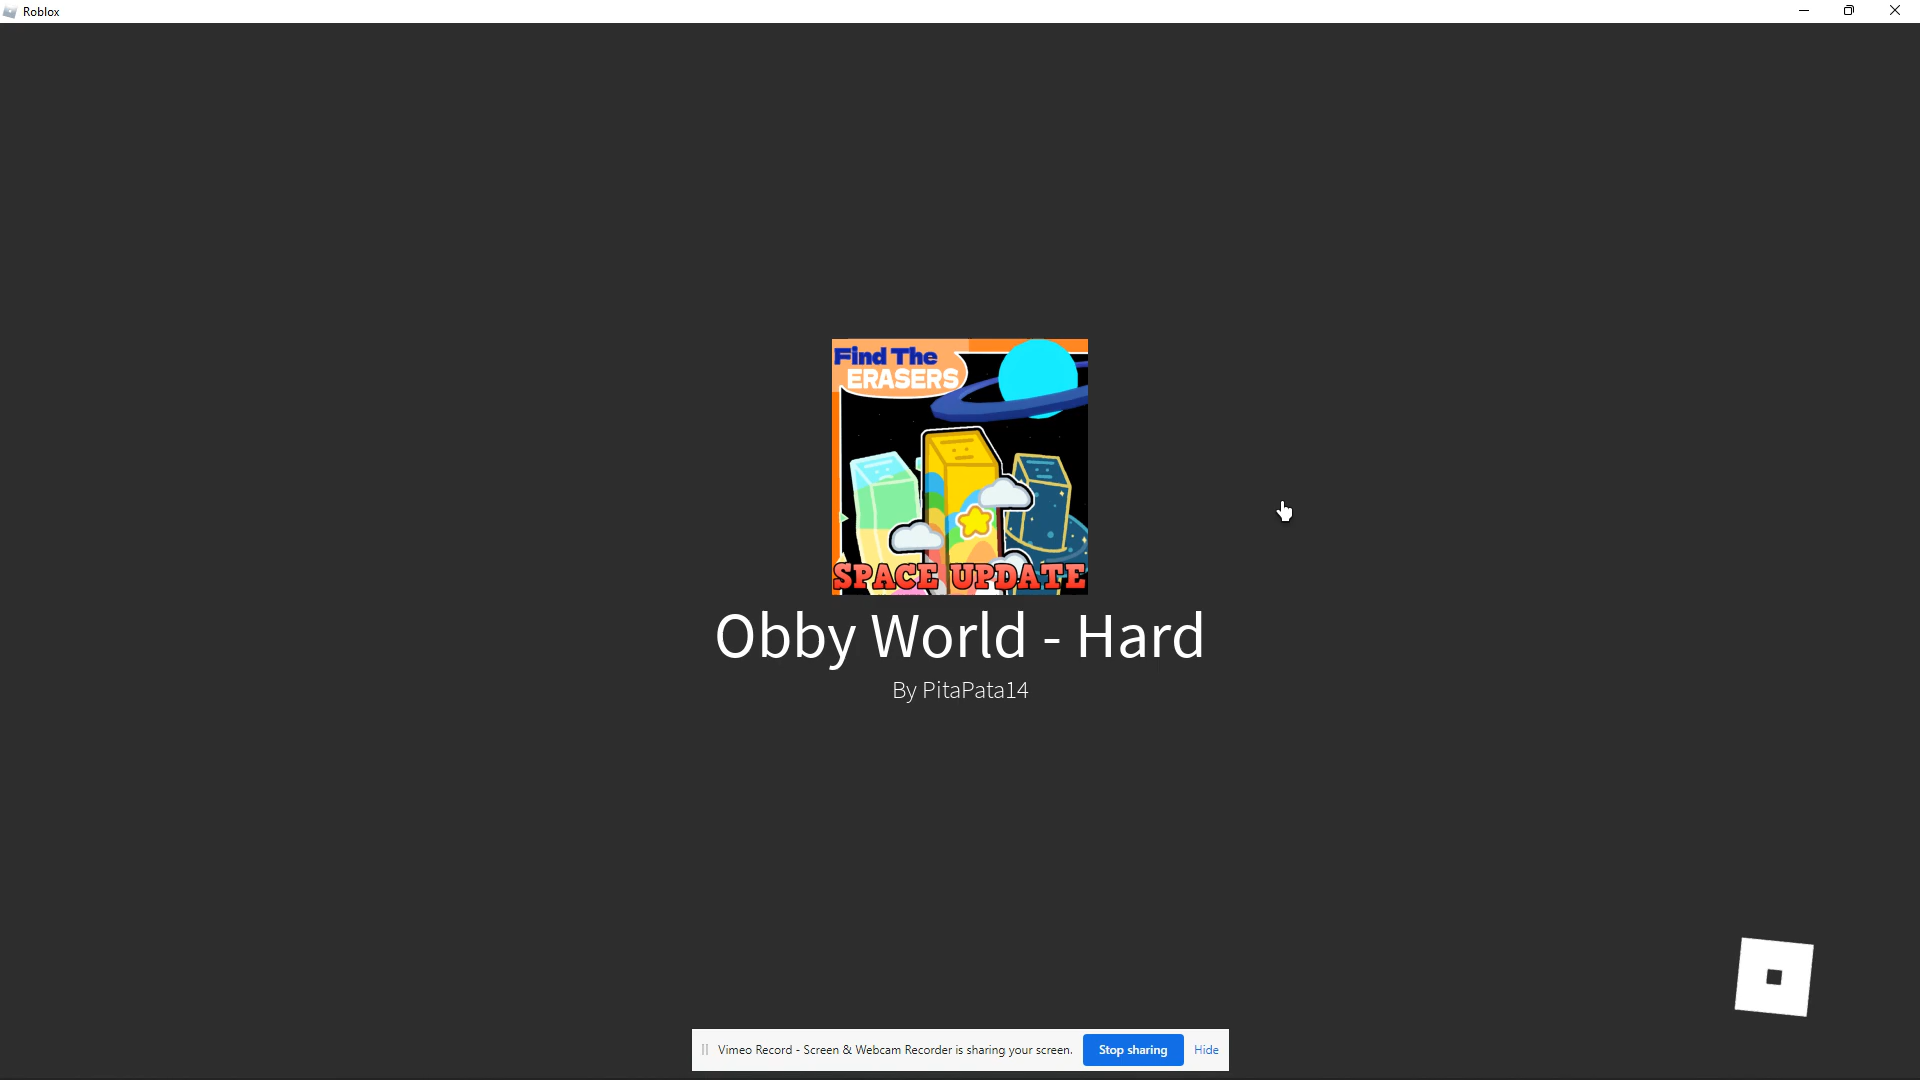 Roblox
Find The
ERASERS
SPACE UPDATE
Obby World - Hard
By PitaPata14
Vimeo Record - Screen & Webcam Recorder is sharing your screen.
Stop sharing
Hide